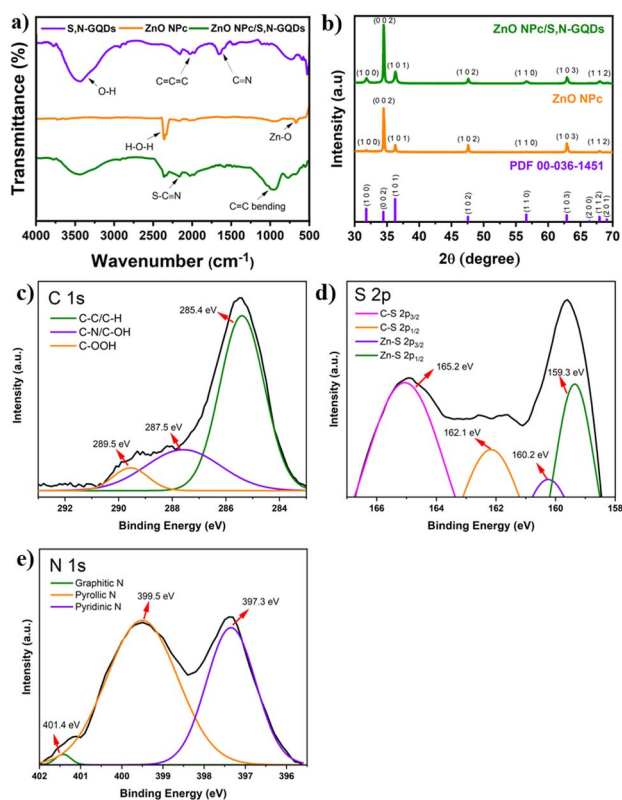 a)
S,N-GQDs
ZnO NPc
ZnO NPc/S,N-GQDs
Transmittance (%)
O-H
C=C=C
C=N
H-O-H
Zn-O
S-C≡N
C=C bending
4000 3500 3000 2500 2000 1500 1000 500
Wavenumber (cm-1)
b)
Intensity (a.u)
(0 0 2)
ZnO NPc/S,N-GQDs
(1 0 0)
(1 0 1)
(1 0 2)
(1 1 0)
(1 0 3)
(1 1 2)
(0 0 2)
ZnO NPc
(1 0 0)
(1 0 1)
(1 0 2)
(1 1 0)
(1 0 3)
(1 1 2)
PDF 00-036-1451
(1 0 0)
(0 0 2)
(1 0 1)
(1 0 2)
(1 1 0)
(1 0 3)
(2 0 0)
(1 1 2)
(2 0 1)
30 35 40 45 50 55 60 65 70
2θ (degree)
c)
C 1s
C-C/C-H
C-N/C-OH
C-OOH
285.4 eV
287.5 eV
289.5 eV
Intensity (a.u.)
292 290 288 286 284
Binding Energy (eV)
d)
S 2p
C-S 2p3/2
C-S 2p1/2
Zn-S 2p3/2
Zn-S 2p1/2
165.2 eV
162.1 eV
160.2 eV
159.3 eV
Intensity (a.u.)
166 164 162 160 158
Binding Energy (eV)
e)
N 1s
Graphitic N
Pyrollic N
Pyridinic N
399.5 eV
397.3 eV
401.4 eV
Intensity (a.u.)
402 401 400 399 398 397 396
Binding Energy (eV)